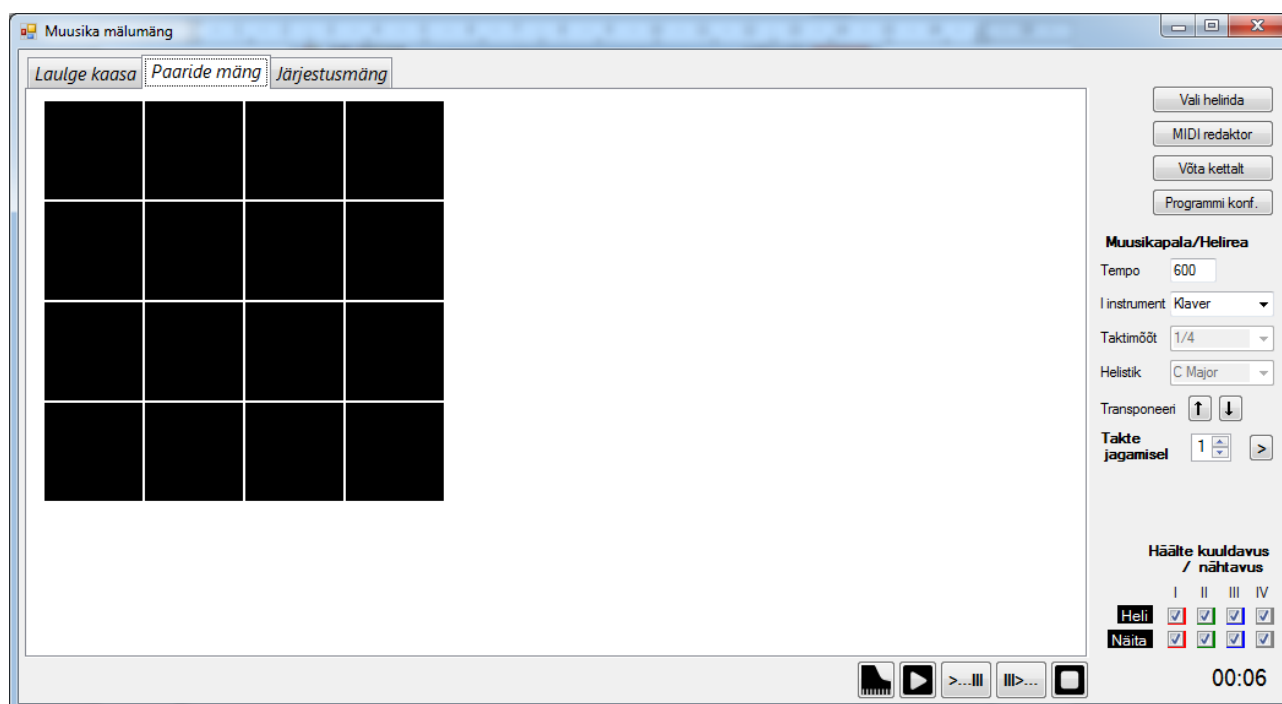 Muusika mälumäng
Laulge kaasa Paaride mäng Järjestusmäng
Vali helirida
MIDI redaktor
Võta kettalt
Programmi konf.
Muusikapala/Helirea
Tempo 600
I instrument Klaver
Taktimõõt 1/4
Helistik C Major
Transponeeri ↑ ↓
Takte
jagamisel 1 >
Häälte kuuldavus
/ nähtavus
I II III IV
Heli
Näita
>...III III>...
00:06